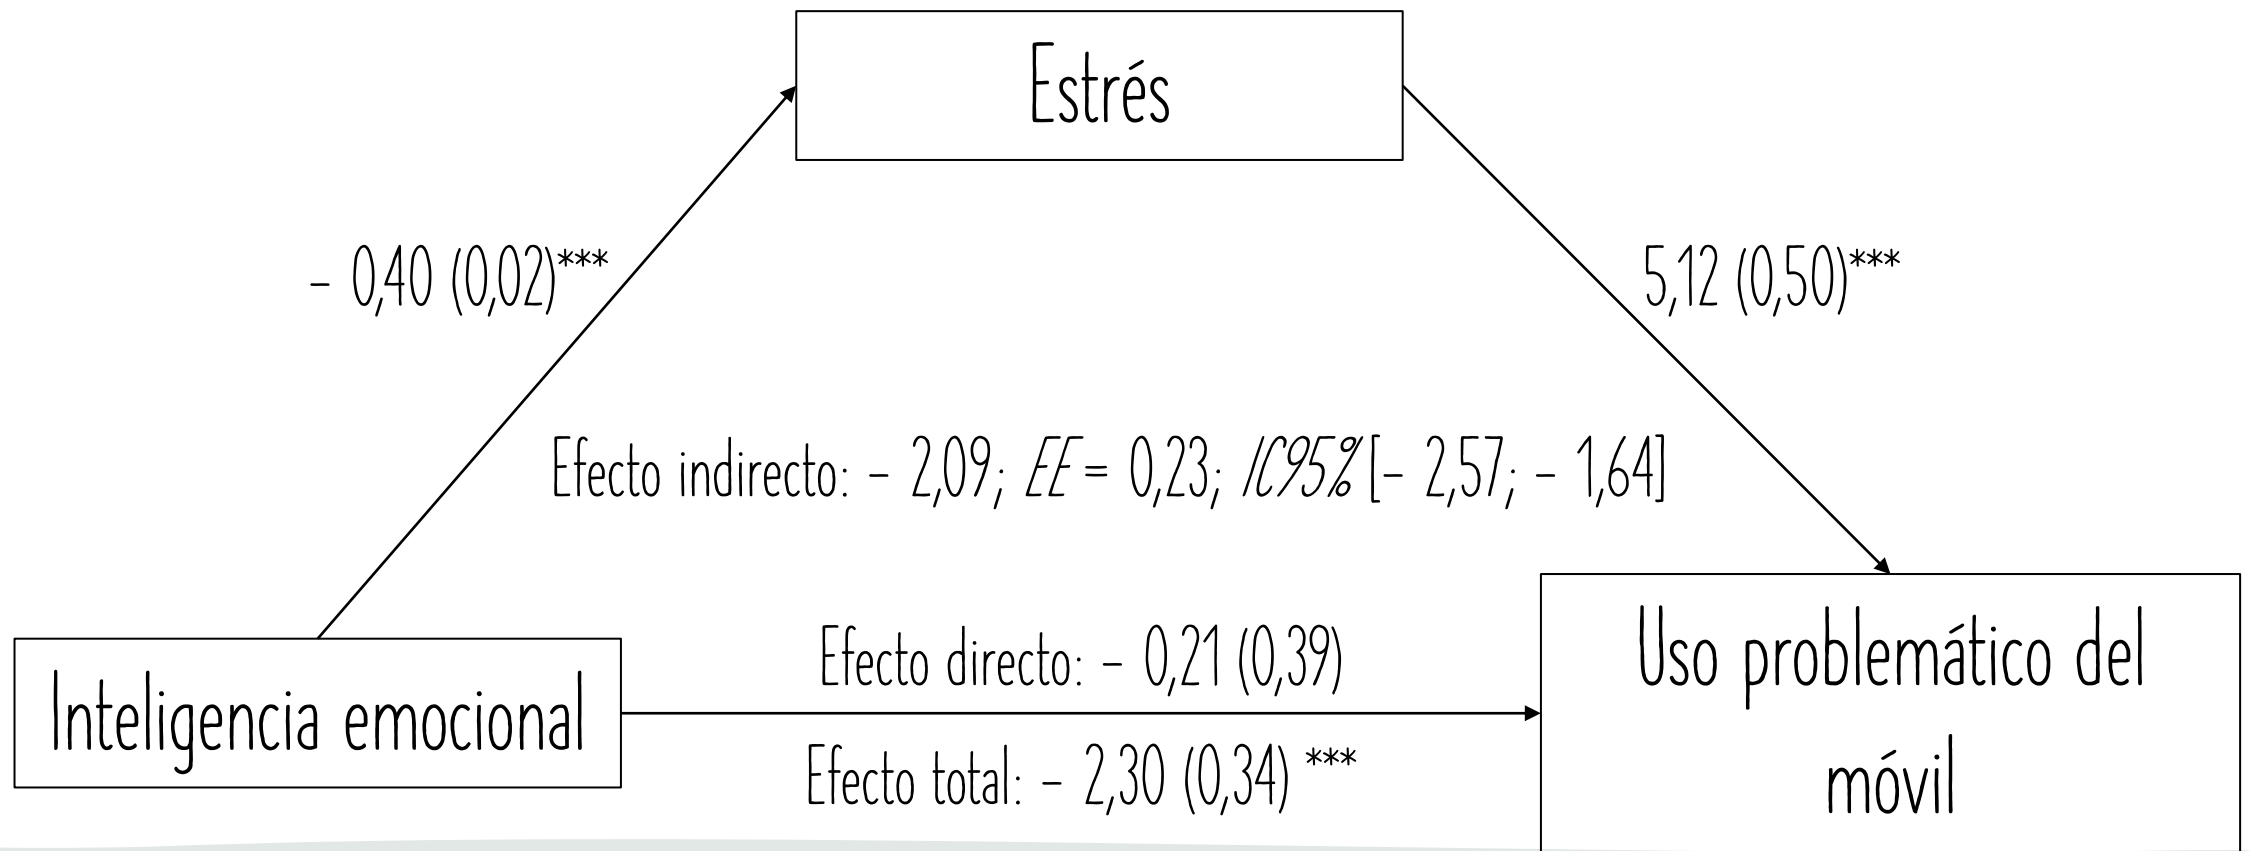 Estrés
– 0,40 (0,02)***
5,12 (0,50)***
Efecto indirecto: – 2,09; EE = 0,23; IC95% [– 2,57; – 1,64]
Inteligencia emocional
Efecto directo: – 0,21 (0,39)
Efecto total: – 2,30 (0,34) ***
Uso problemático del
móvil